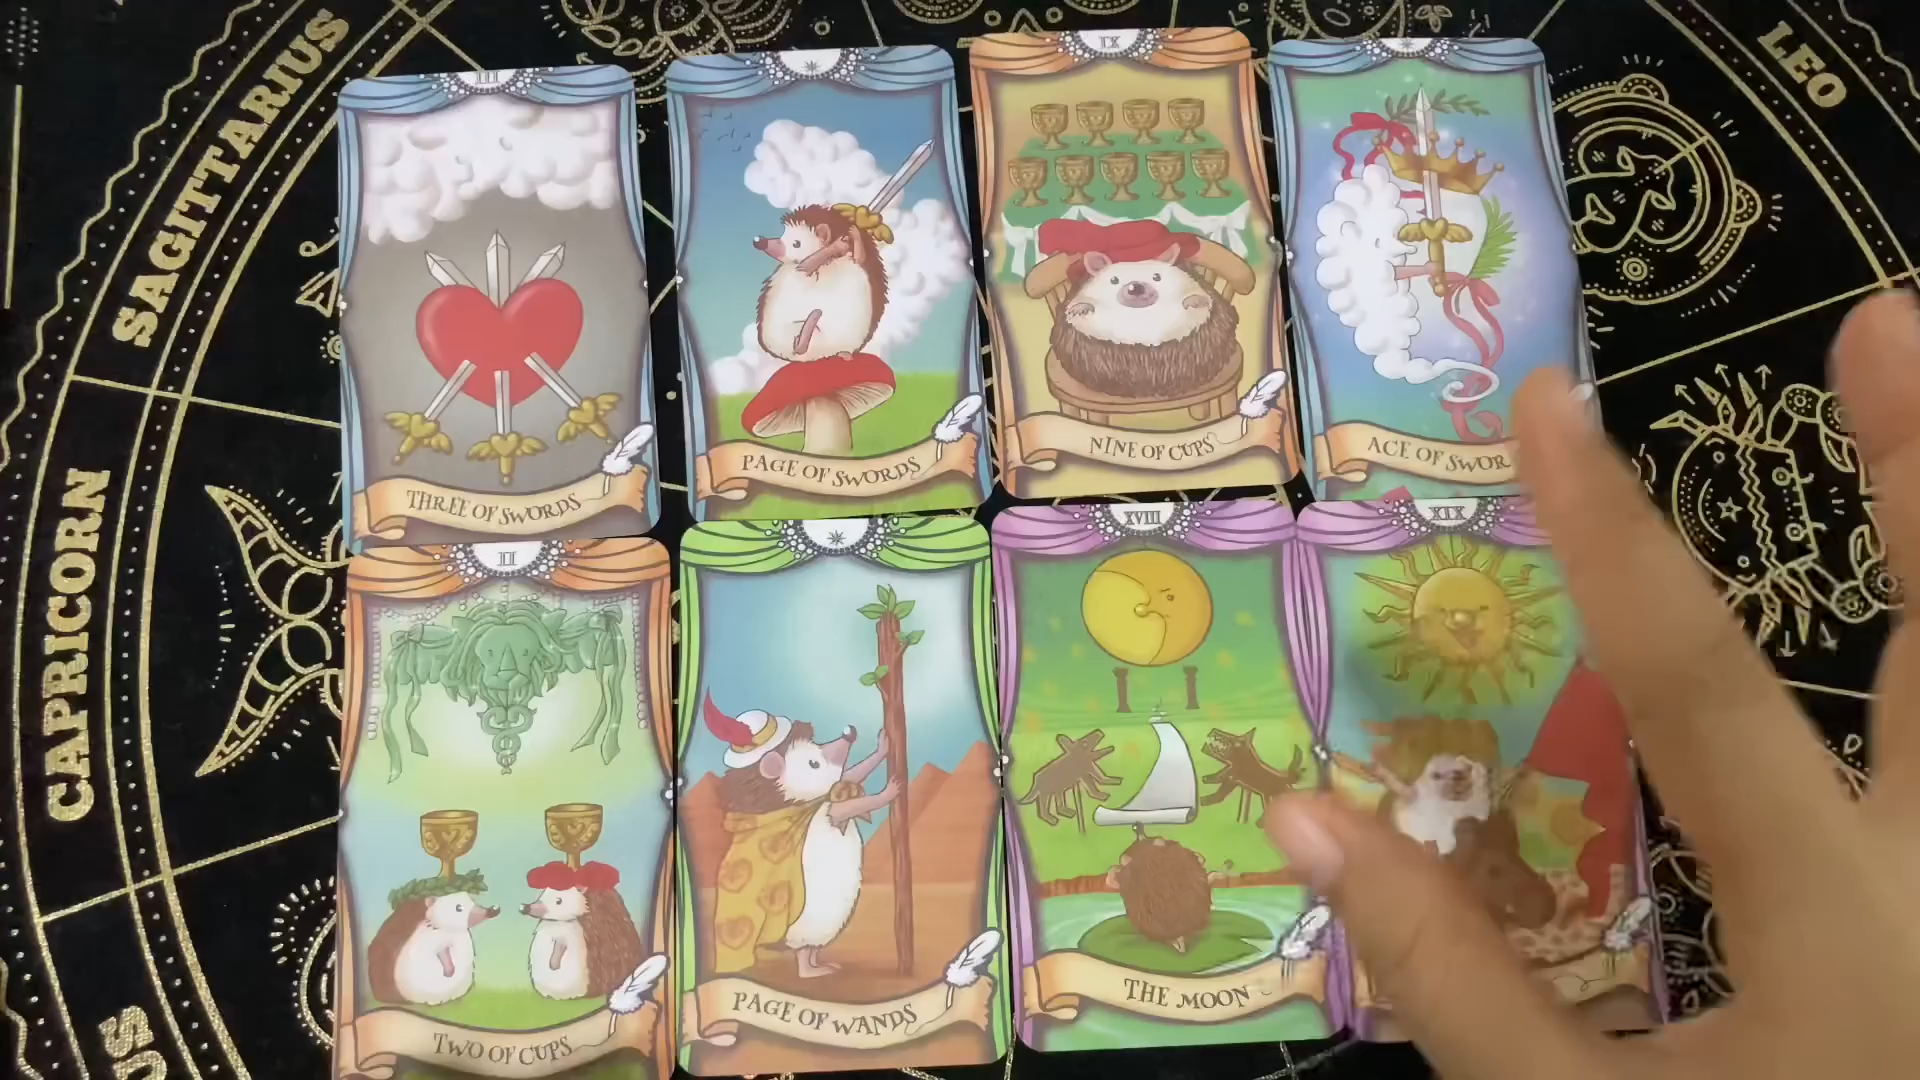 SAGITTARIUS
LEO
CAPRICORN
III
THREE OF SWORDS
PAGE OF SWORDS
IX
NINE OF CUPS
ACE OF SWOR
II
TWO OF CUPS
PAGE OF WANDS
XVIII
THE MOON
XIX
US